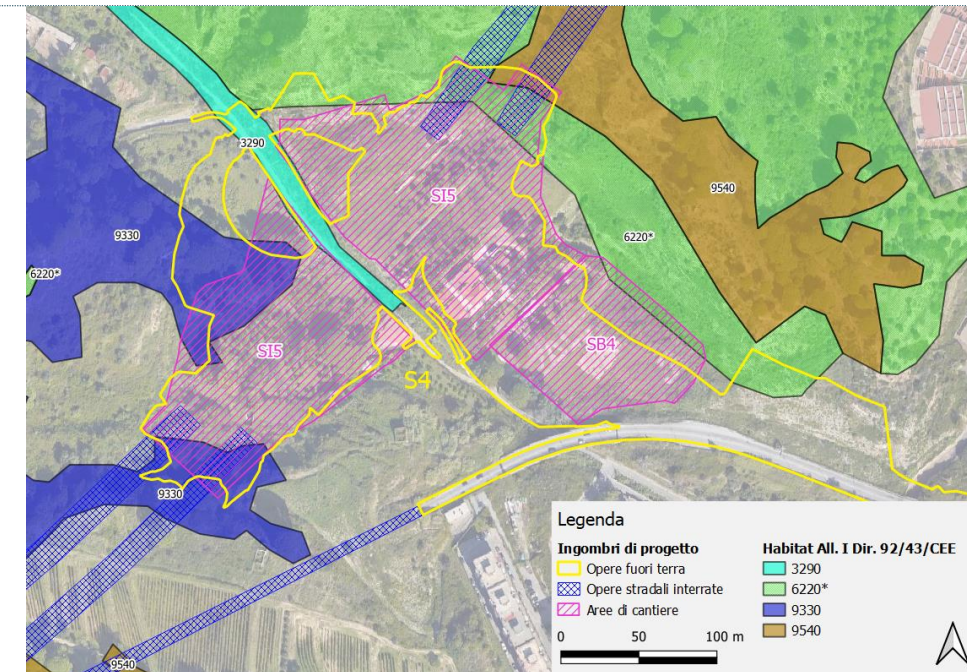 3290
SI5
9540
9330
6220*
6220*
SI5
SB4
S4
9330
9540
Legenda
Ingombri di progetto
Opere fuori terra
Opere stradali interrate
Aree di cantiere
0 50 100 m
Habitat All. I Dir. 92/43/CEE
3290
6220*
9330
9540